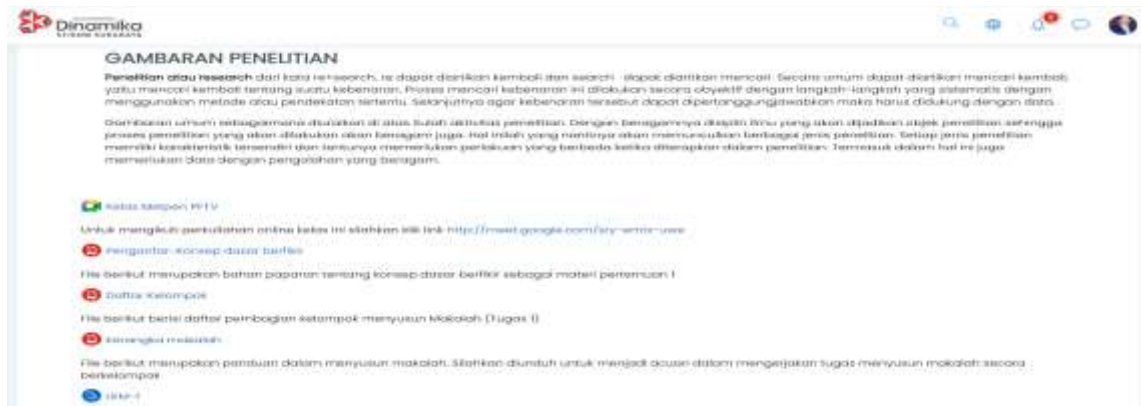 Dinamika
GAMBARAN PENELITIAN
Penelitian atau research dari kata re+search, re dapat diartikan kembali dan search dapat diartikan mencari. Secara umum dapat diartikan mencari kembali,
yaitu mencari kembali tentang suatu kebenaran. Proses mencari kebenaran ini dilakukan secara obyektif dengan langkah-langkah yang sistematis dengan
menggunakan metode atau pendekatan tertentu. Selanjutnya agar kebenaran tersebut dapat dipertanggungjawabkan maka harus didukung dengan data.
Gambaran umum sebagaimana diuraikan di atas itulah aktivitas penelitian. Dengan beragamnya disiplin ilmu yang akan dijadikan objek penelitian sehingga
proses penelitian yang akan dilakukan akan beragam juga. Hal inilah yang nantinya akan memunculkan berbagai jenis penelitian. Setiap jenis penelitian
memiliki karakteristik tersendiri dan tentunya memerlukan perlakuan yang berbeda ketika diterapkan dalam penelitian. Termasuk dalam hal ini juga
memerlukan data dengan pengolahan yang beragam.
Kelas Metpen
Untuk mengikuti perkuliahan online kelas ini silahkan klik link
Pengantar Konsep dasar berfikir
File berikut merupakan bahan paparan tentang konsep dasar berfikir sebagai materi pertemuan 1
Daftar Kelompok
File berikut berisi daftar pembagian kelompok menyusun Makalah (Tugas 1)
Kerangka makalah
File berikut merupakan panduan dalam menyusun makalah. Silahkan diunduh untuk menjadi acuan dalam mengerjakan tugas menyusun makalah secara
berkelompok